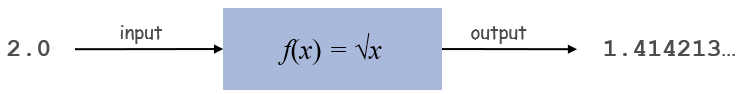 2.0
input
f(x) = √x
output
1.414213…